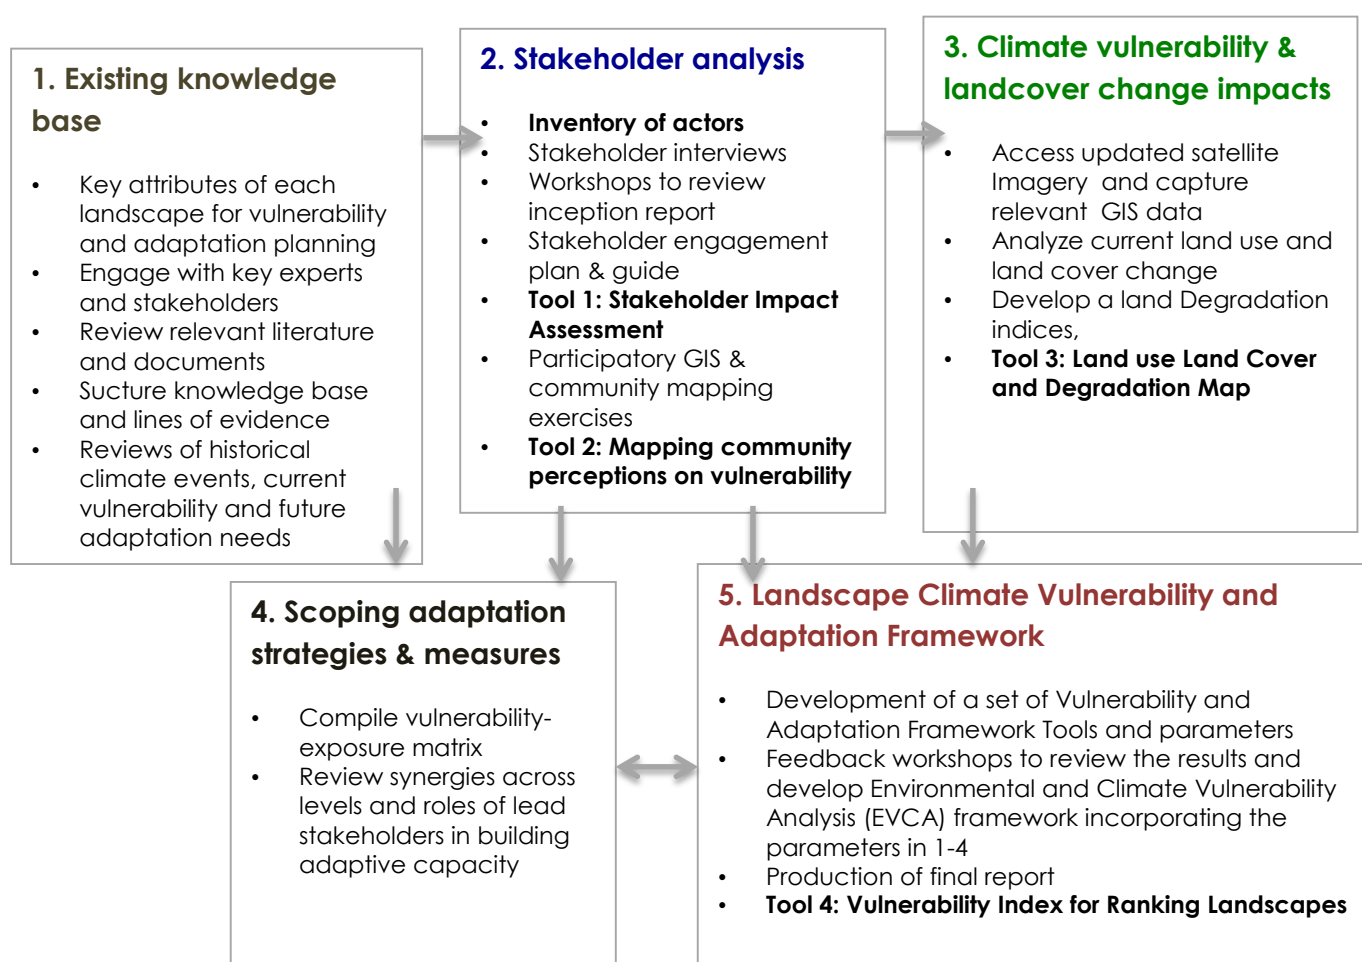 1. Existing knowledge
base
• Key attributes of each
landscape for vulnerability
and adaptation planning
• Engage with key experts
and stakeholders
• Review relevant literature
and documents
• Sucture knowledge base
and lines of evidence
• Reviews of historical
climate events, current
vulnerability and future
adaptation needs
2. Stakeholder analysis
• Inventory of actors
• Stakeholder interviews
• Workshops to review
inception report
• Stakeholder engagement
plan & guide
• Tool 1: Stakeholder Impact
Assessment
• Participatory GIS &
community mapping
exercises
• Tool 2: Mapping community
perceptions on vulnerability
3. Climate vulnerability &
landcover change impacts
• Access updated satellite
Imagery and capture
relevant GIS data
• Analyze current land use and
land cover change
• Develop a land Degradation
indices,
• Tool 3: Land use Land Cover
and Degradation Map
4. Scoping adaptation
strategies & measures
• Compile vulnerability-
exposure matrix
• Review synergies across
levels and roles of lead
stakeholders in building
adaptive capacity
5. Landscape Climate Vulnerability and
Adaptation Framework
• Development of a set of Vulnerability and
Adaptation Framework Tools and parameters
• Feedback workshops to review the results and
develop Environmental and Climate Vulnerability
Analysis (EVCA) framework incorporating the
parameters in 1-4
• Production of final report
• Tool 4: Vulnerability Index for Ranking Landscapes